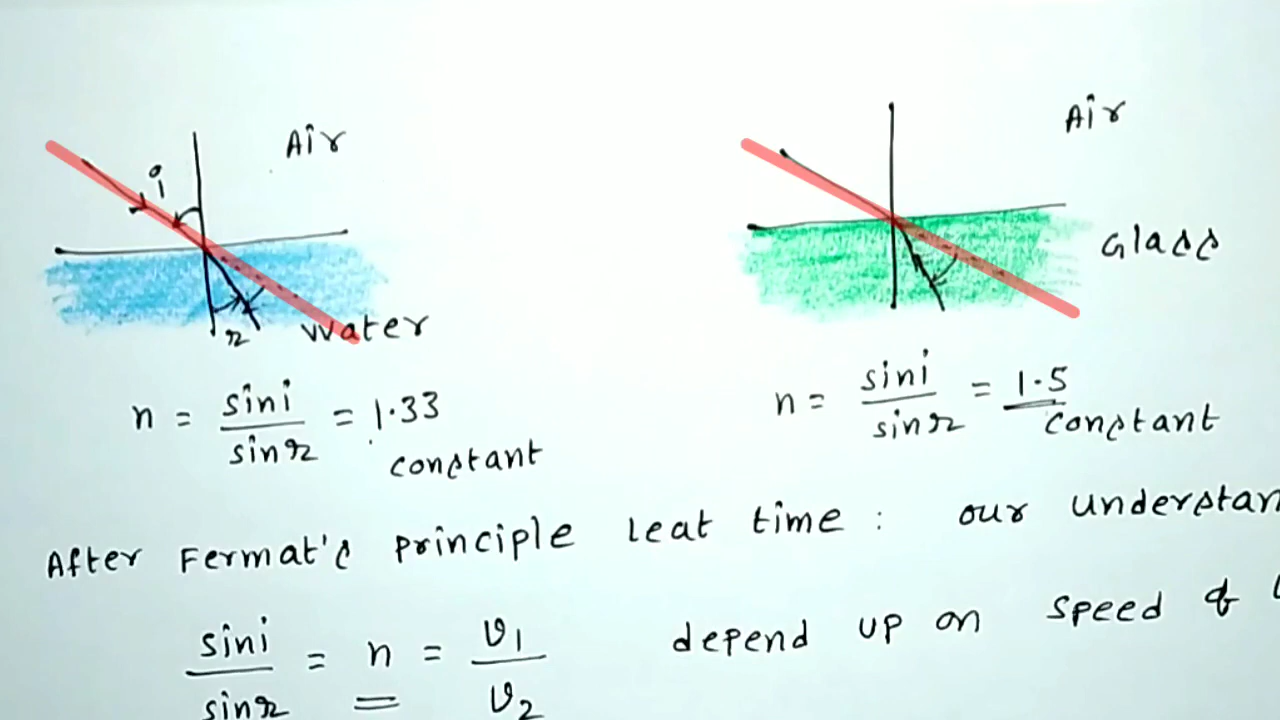 Air
i
r
Water
n = sini / sinr = 1.33
constant
Air
Glass
n = sini / sinr = 1.5
constant
After Fermat's principle leat time : our understan
sini / sinr = n = v1 / v2
depend up on speed of